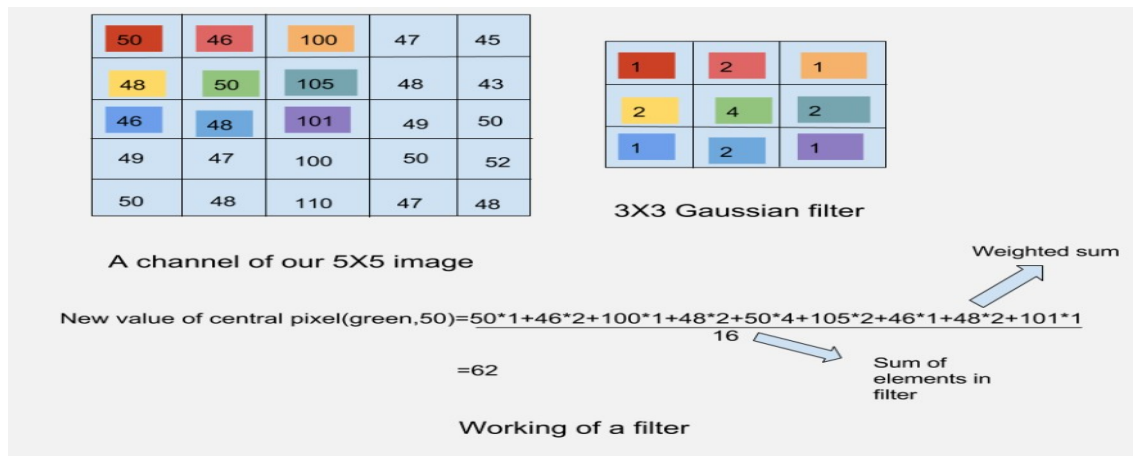 50 46 100 47 45
48 50 105 48 43
46 48 101 49 50
49 47 100 50 52
50 48 110 47 48
A channel of our 5X5 image
1 2 1
2 4 2
1 2 1
3X3 Gaussian filter
Weighted sum
New value of central pixel(green,50)=50*1+46*2+100*1+48*2+50*4+105*2+46*1+48*2+101*1
16
=62
Sum of
elements in
filter
Working of a filter